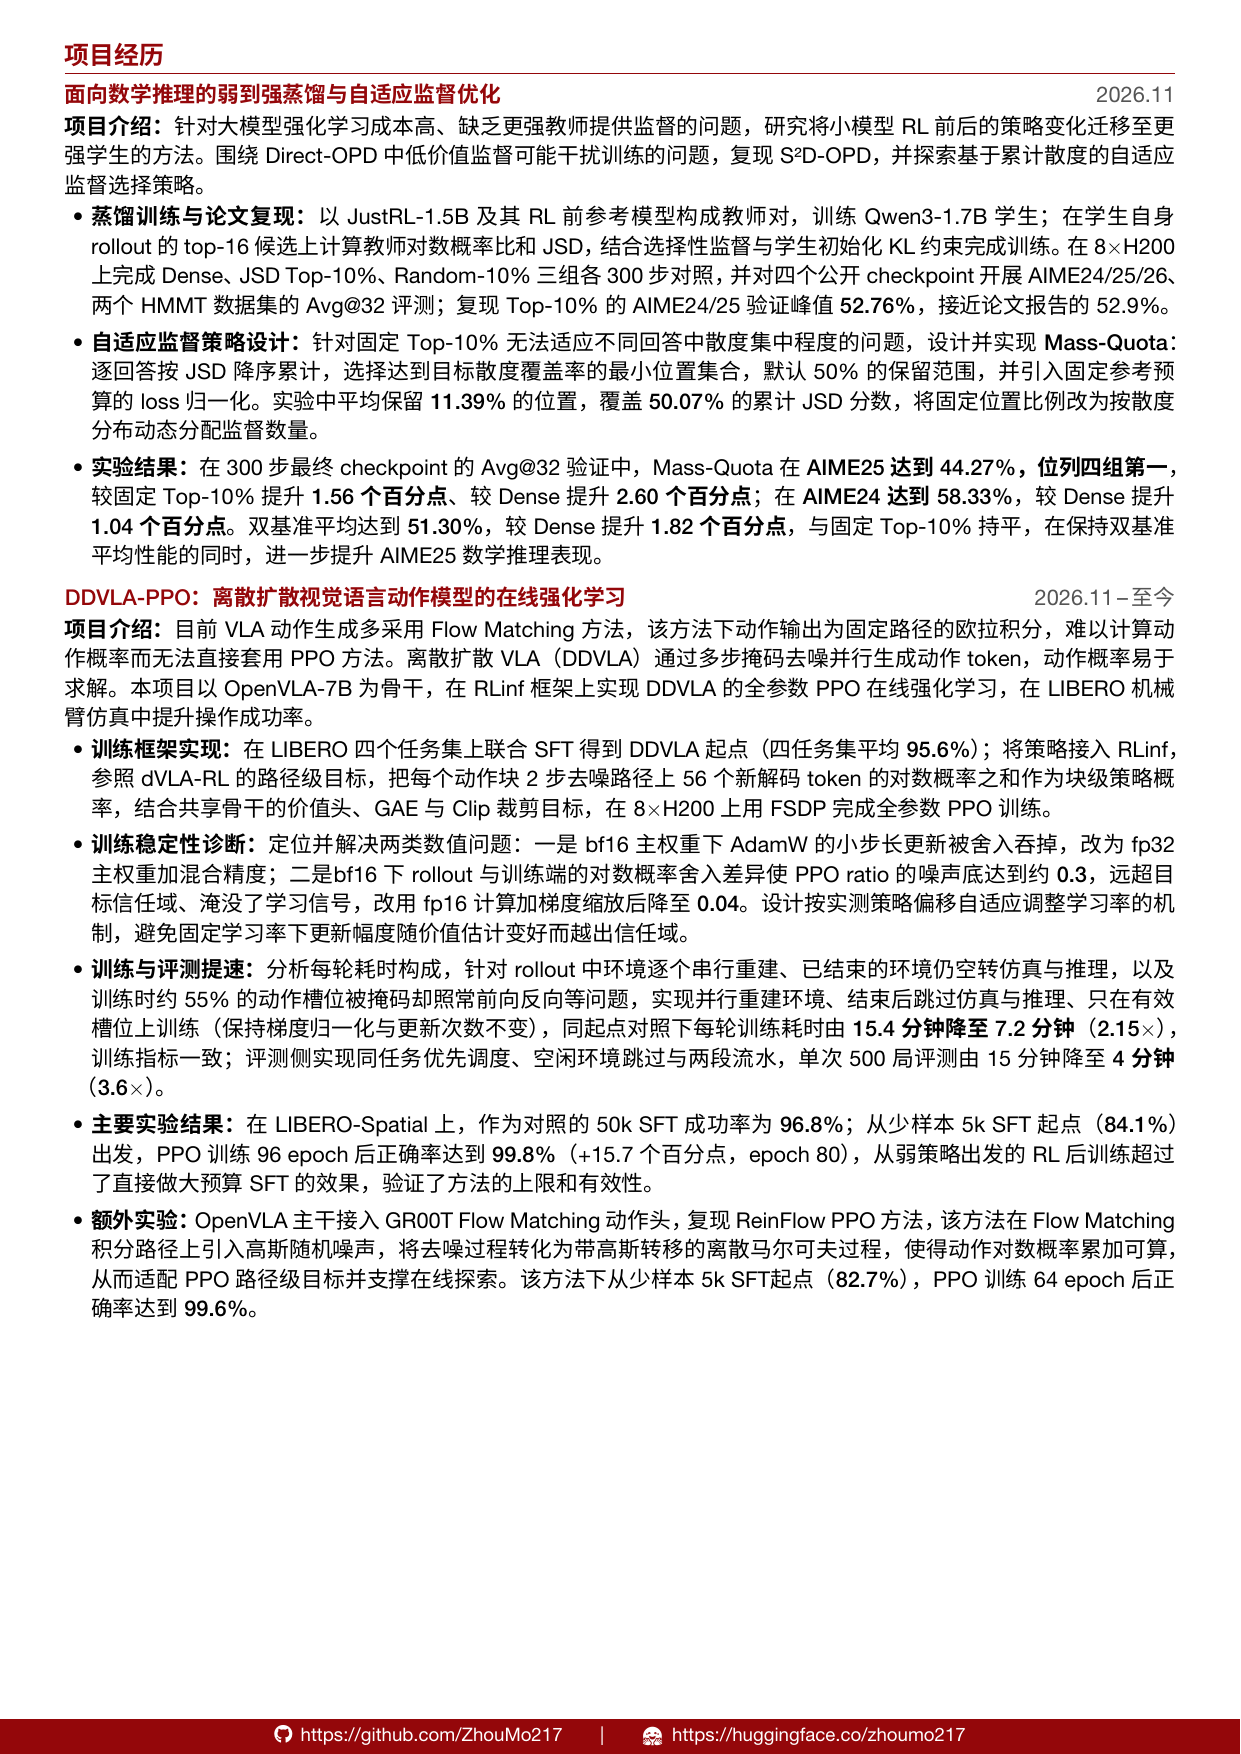 项目经历
面向数学推理的弱到强蒸馏与自适应监督优化 2026.11
项目介绍：针对大模型强化学习成本高、缺乏更强教师提供监督的问题，研究将小模型 RL 前后的策略变化迁移至更
强学生的方法。围绕 Direct-OPD 中低价值监督可能干扰训练的问题，复现 S²D-OPD，并探索基于累计散度的自适应
监督选择策略。
• 蒸馏训练与论文复现：以 JustRL-1.5B 及其 RL 前参考模型构成教师对，训练 Qwen3-1.7B 学生；在学生自身
rollout 的 top-16 候选上计算教师对数概率比和 JSD，结合选择性监督与学生初始化 KL 约束完成训练。在 8×H200
上完成 Dense、JSD Top-10%、Random-10% 三组各 300 步对照，并对四个公开 checkpoint 开展 AIME24/25/26、
两个 HMMT 数据集的 Avg@32 评测；复现 Top-10% 的 AIME24/25 验证峰值 52.76%，接近论文报告的 52.9%。
• 自适应监督策略设计：针对固定 Top-10% 无法适应不同回答中散度集中程度的问题，设计并实现 Mass-Quota：
逐回答按 JSD 降序累计，选择达到目标散度覆盖率的最小位置集合，默认 50% 的保留范围，并引入固定参考预
算的 loss 归一化。实验中平均保留 11.39% 的位置，覆盖 50.07% 的累计 JSD 分数，将固定位置比例改为按散度
分布动态分配监督数量。
• 实验结果：在 300 步最终 checkpoint 的 Avg@32 验证中，Mass-Quota 在 AIME25 达到 44.27%，位列四组第一，
较固定 Top-10% 提升 1.56 个百分点、较 Dense 提升 2.60 个百分点；在 AIME24 达到 58.33%，较 Dense 提升
1.04 个百分点。双基准平均达到 51.30%，较 Dense 提升 1.82 个百分点，与固定 Top-10% 持平，在保持双基准
平均性能的同时，进一步提升 AIME25 数学推理表现。
DDVLA-PPO：离散扩散视觉语言动作模型的在线强化学习 2026.11 – 至今
项目介绍：目前 VLA 动作生成多采用 Flow Matching 方法，该方法下动作输出为固定路径的欧拉积分，难以计算动
作概率而无法直接套用 PPO 方法。离散扩散 VLA（DDVLA）通过多步掩码去噪并行生成动作 token，动作概率易于
求解。本项目以 OpenVLA-7B 为骨干，在 RLinf 框架上实现 DDVLA 的全参数 PPO 在线强化学习，在 LIBERO 机械
臂仿真中提升操作成功率。
• 训练框架实现：在 LIBERO 四个任务集上联合 SFT 得到 DDVLA 起点（四任务集平均 95.6%）；将策略接入 RLinf，
参照 dVLA-RL 的路径级目标，把每个动作块 2 步去噪路径上 56 个新解码 token 的对数概率之和作为块级策略概
率，结合共享骨干的价值头、GAE 与 Clip 裁剪目标，在 8×H200 上用 FSDP 完成全参数 PPO 训练。
• 训练稳定性诊断：定位并解决两类数值问题：一是 bf16 主权重下 AdamW 的小步长更新被舍入吞掉，改为 fp32
主权重加混合精度；二是bf16 下 rollout 与训练端的对数概率舍入差异使 PPO ratio 的噪声底达到约 0.3，远超目
标信任域、淹没了学习信号，改用 fp16 计算加梯度缩放后降至 0.04。设计按实测策略偏移自适应调整学习率的机
制，避免固定学习率下更新幅度随价值估计变好而越出信任域。
• 训练与评测提速：分析每轮耗时构成，针对 rollout 中环境逐个串行重建、已结束的环境仍空转仿真与推理，以及
训练时约 55% 的动作槽位被掩码却照常前向反向等问题，实现并行重建环境、结束后跳过仿真与推理、只在有效
槽位上训练（保持梯度归一化与更新次数不变），同起点对照下每轮训练耗时由 15.4 分钟降至 7.2 分钟（2.15×），
训练指标一致；评测侧实现同任务优先调度、空闲环境跳过与两段流水，单次 500 局评测由 15 分钟降至 4 分钟
（3.6×）。
• 主要实验结果：在 LIBERO-Spatial 上，作为对照的 50k SFT 成功率为 96.8%；从少样本 5k SFT 起点（84.1%）
出发，PPO 训练 96 epoch 后正确率达到 99.8%（+15.7 个百分点，epoch 80），从弱策略出发的 RL 后训练超过
了直接做大预算 SFT 的效果，验证了方法的上限和有效性。
• 额外实验：OpenVLA 主干接入 GR00T Flow Matching 动作头，复现 ReinFlow PPO 方法，该方法在 Flow Matching
积分路径上引入高斯随机噪声，将去噪过程转化为带高斯转移的离散马尔可夫过程，使得动作对数概率累加可算，
从而适配 PPO 路径级目标并支撑在线探索。该方法下从少样本 5k SFT起点（82.7%），PPO 训练 64 epoch 后正
确率达到 99.6%。
https://github.com/ZhouMo217 | https://huggingface.co/zhoumo217